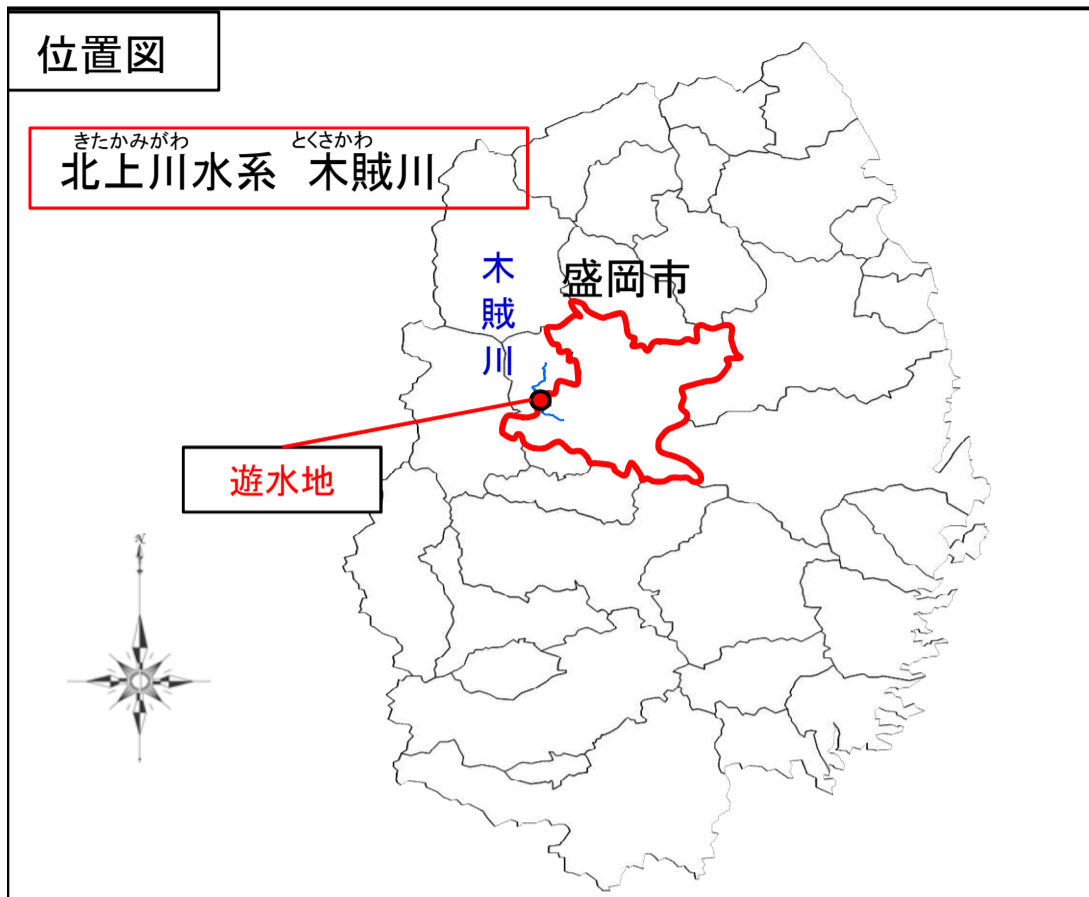 位置図
きたかみがわ とくさかわ
北上川水系 木賊川
木賊川
盛岡市
遊水地
N